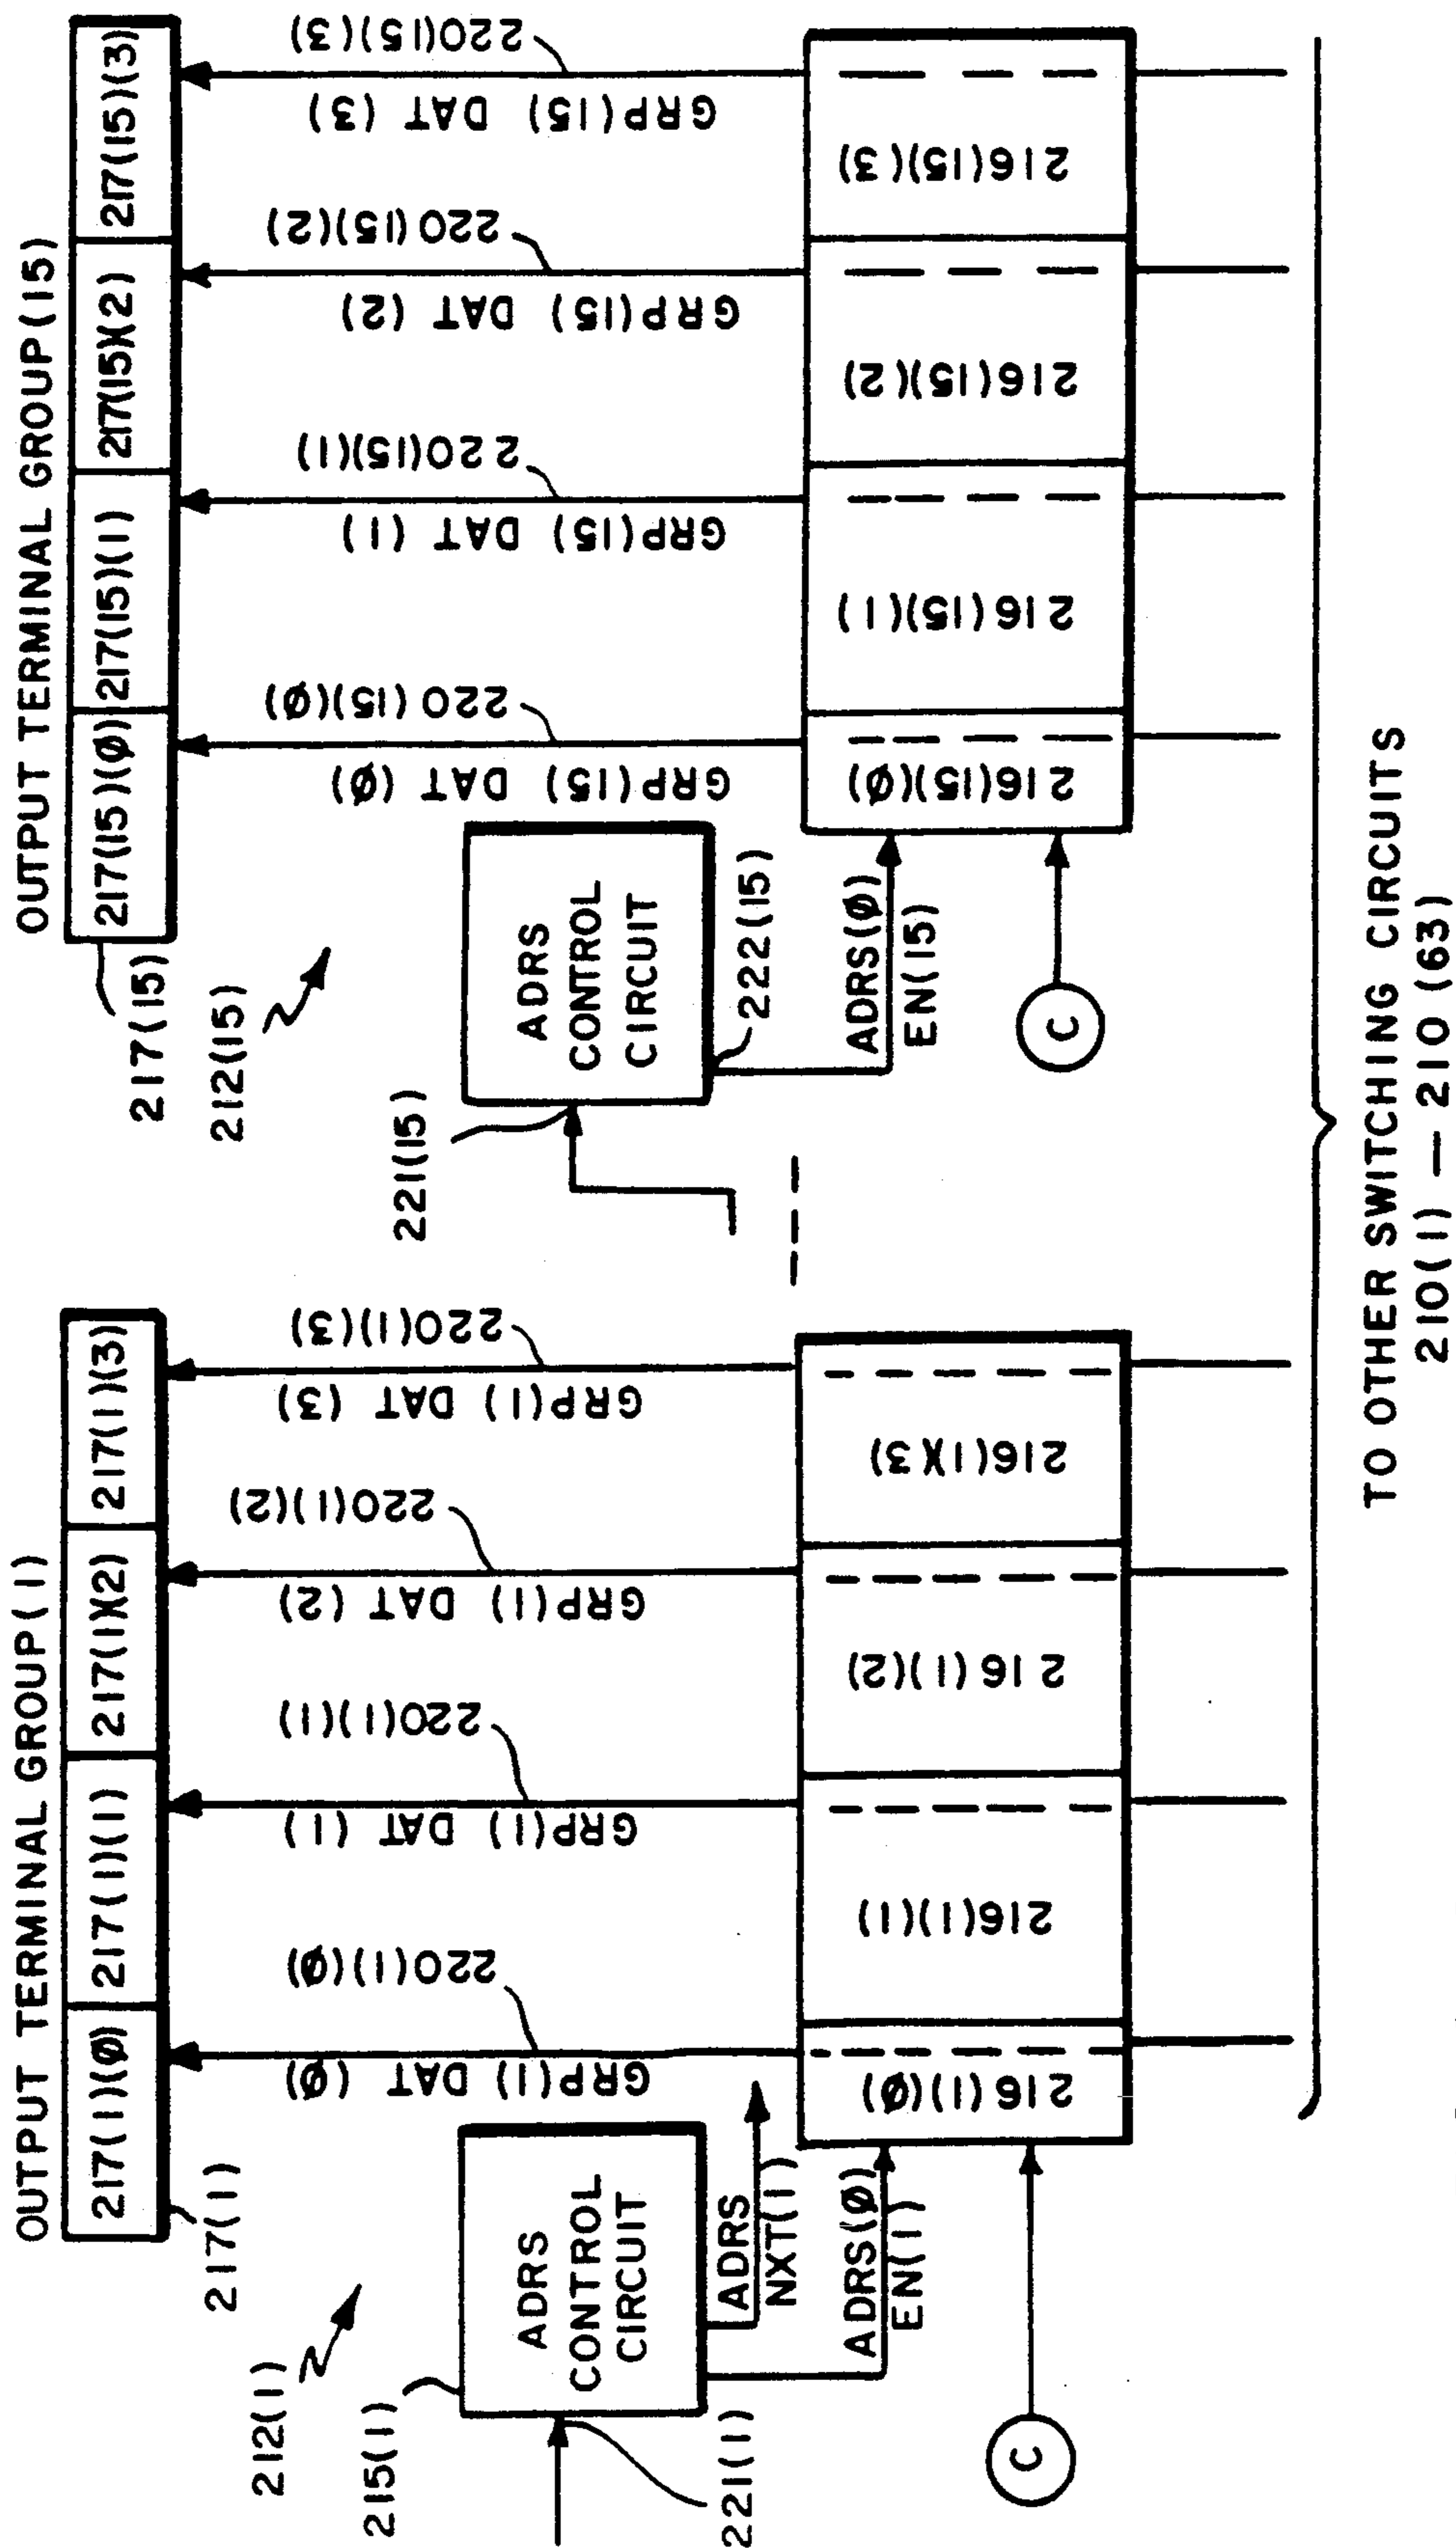 OUTPUT TERMINAL GROUP(1)
217(1)(Ø)
217(1)(1)
217(1)(2)
217(1)(3)
217(1)
212(1)
215(1)
ADRS
CONTROL
CIRCUIT
221(1)
ADRS
NXT(1)
ADRS(Ø)
EN(1)
C
GRP(1) DAT (Ø)
220(1)(Ø)
GRP(1) DAT (1)
220(1)(1)
GRP(1) DAT (2)
220(1)(2)
GRP(1) DAT (3)
220(1)(3)
216(1)(Ø)
216(1)(1)
216(1)(2)
216(1)(3)
OUTPUT TERMINAL GROUP(15)
217(15)(Ø)
217(15)(1)
217(15)(2)
217(15)(3)
217(15)
212(15)
221(15)
ADRS
CONTROL
CIRCUIT
222(15)
ADRS(Ø)
EN(15)
C
GRP(15) DAT (Ø)
220(15)(Ø)
GRP(15) DAT (1)
220(15)(1)
GRP(15) DAT (2)
220(15)(2)
GRP(15) DAT (3)
220(15)(3)
216(15)(Ø)
216(15)(1)
216(15)(2)
216(15)(3)
TO OTHER SWITCHING CIRCUITS
210(1) — 210(63)